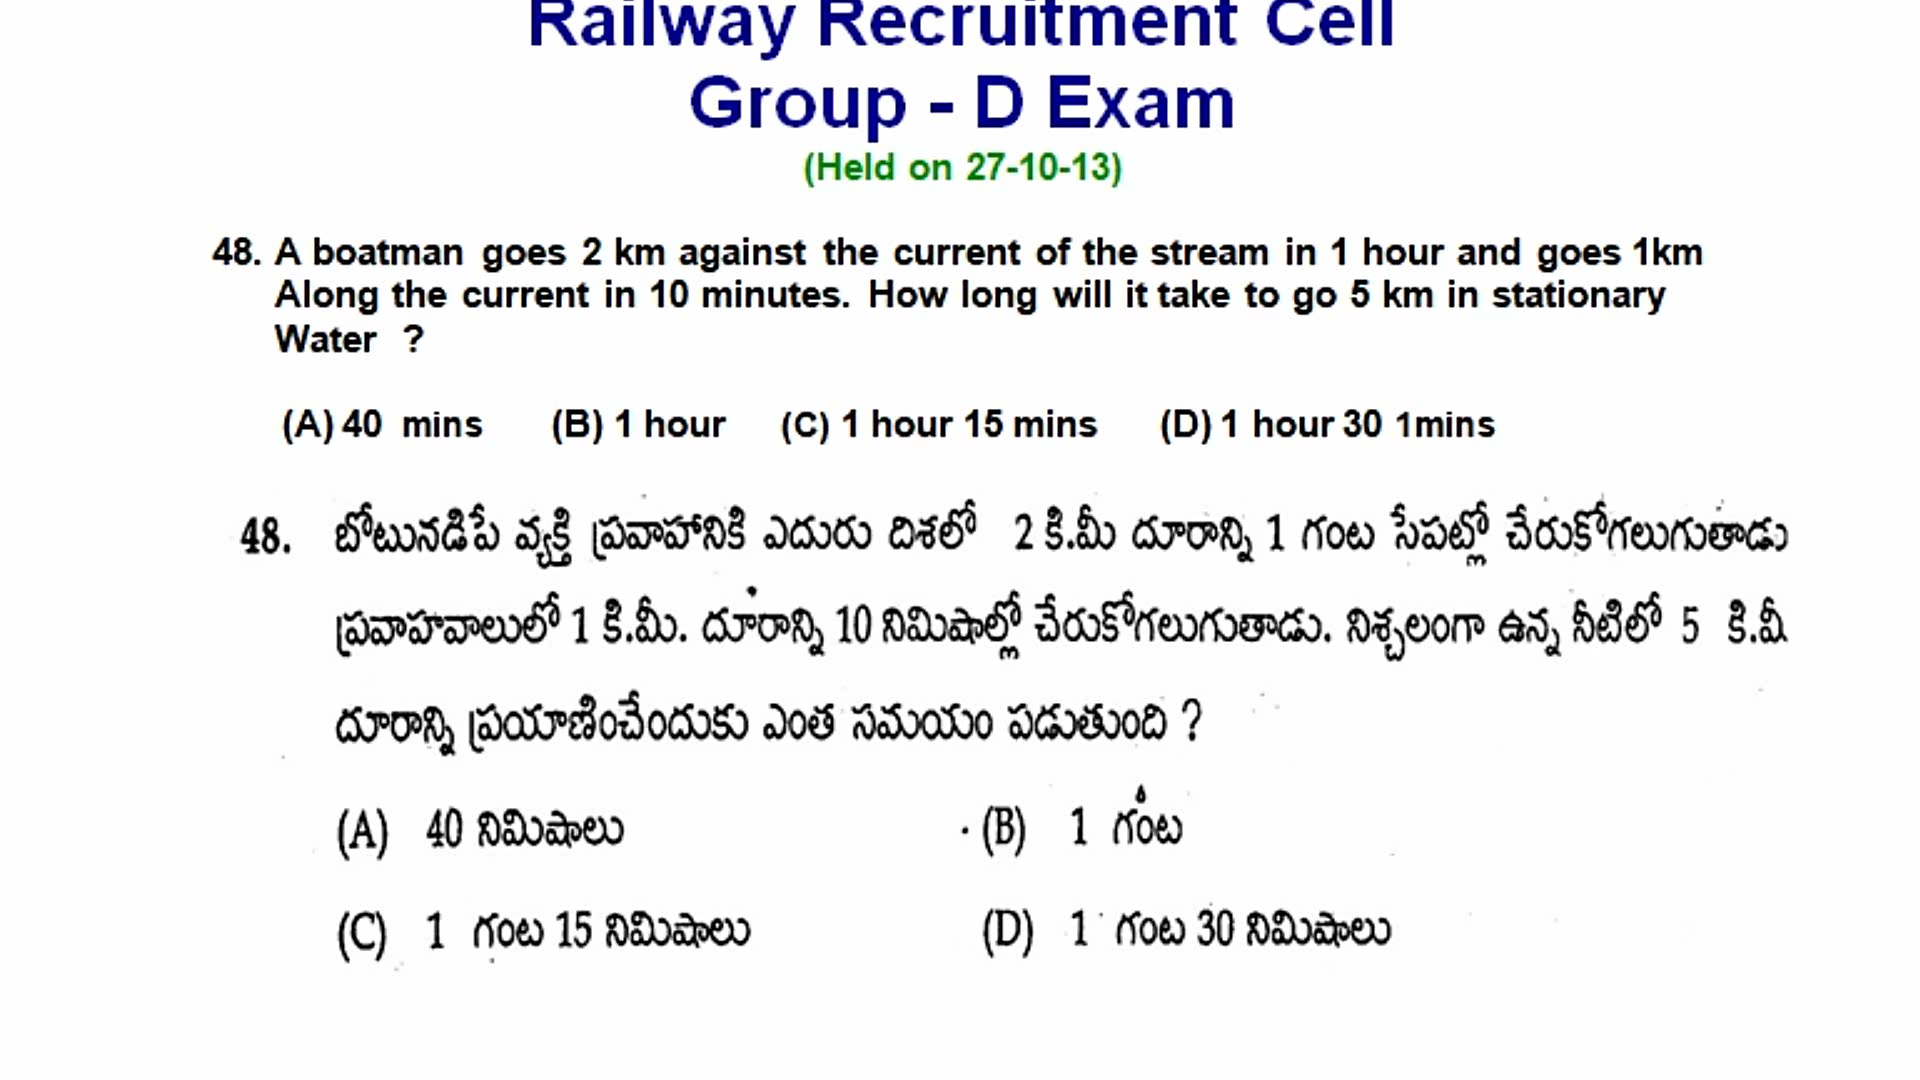 Railway Recruitment Cell
Group - D Exam
(Held on 27-10-13)
48. A boatman goes 2 km against the current of the stream in 1 hour and goes 1km
Along the current in 10 minutes. How long will it take to go 5 km in stationary
Water ?
(A) 40 mins (B) 1 hour (C) 1 hour 15 mins (D) 1 hour 30 1mins
48. బోటునడిపే వ్యక్తి ప్రవాహానికి ఎదురు దిశలో 2 కి.మీ దూరాన్ని 1 గంట సేపట్లో చేరుకోగలుగుతాడు
ప్రవాహవాలులో 1 కి.మీ. దూరాన్ని 10 నిమిషాల్లో చేరుకోగలుగుతాడు. నిశ్చలంగా ఉన్న నీటిలో 5 కి.మీ
దూరాన్ని ప్రయాణించేందుకు ఎంత సమయం పడుతుంది ?
(A) 40 నిమిషాలు (B) 1 గంట
(C) 1 గంట 15 నిమిషాలు (D) 1 గంట 30 నిమిషాలు